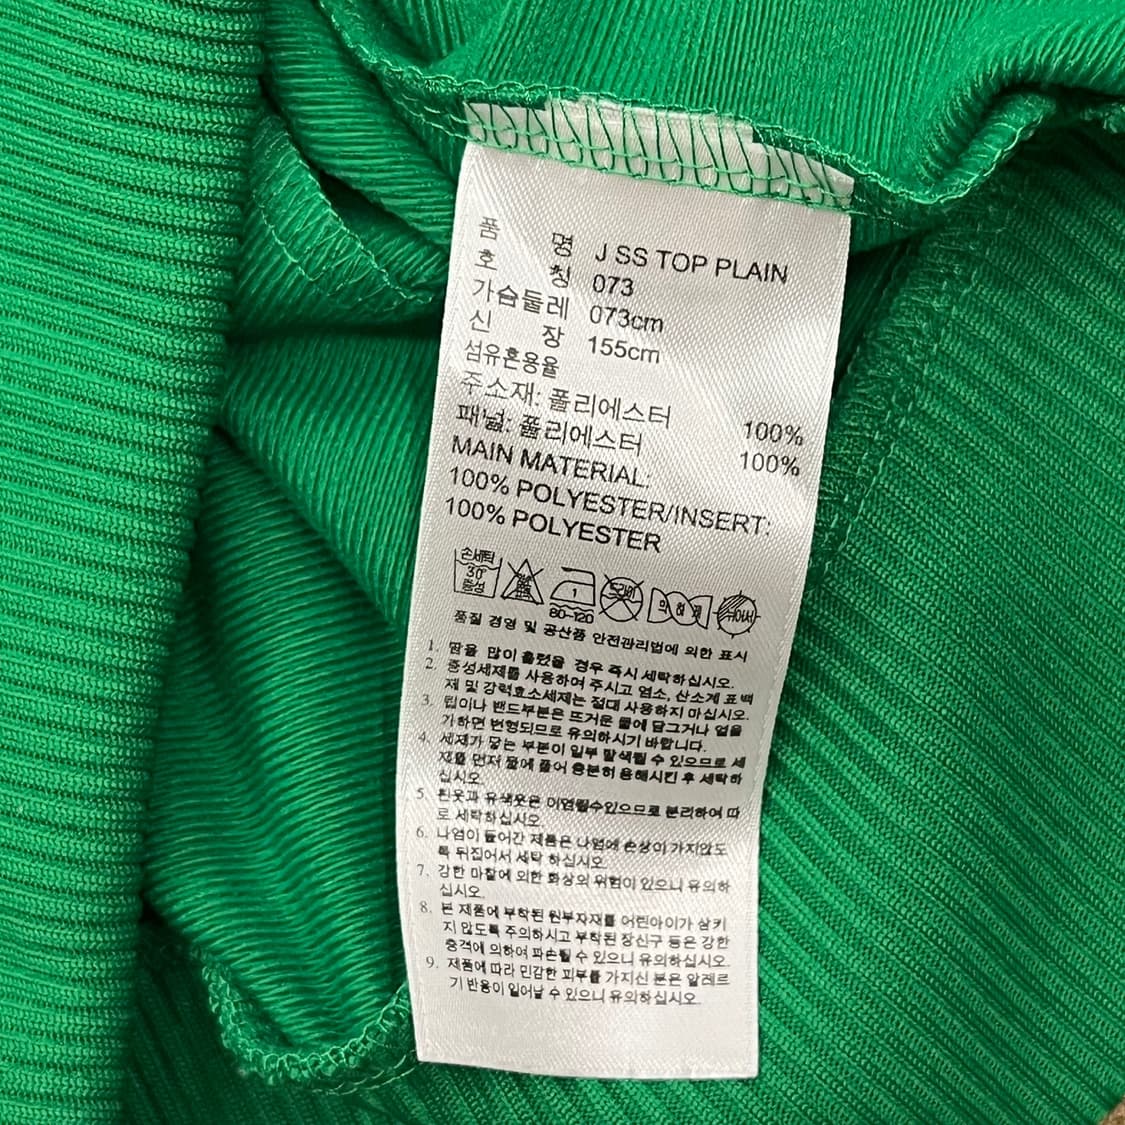 품 명 J SS TOP PLAIN
호 칭 073
가슴둘레 073cm
신 장 155cm
섬유혼용율
주소재: 폴리에스터 100%
패널: 폴리에스터 100%
MAIN MATERIAL:
100% POLYESTER/INSERT:
100% POLYESTER
손세탁 30° 중성 80~120 드라이
품질 경영 및 공산품 안전관리법에 의한 표시
1. 땀을 많이 흘렸을 경우 즉시 세탁하십시오.
2. 중성세제를 사용하여 주시고 염소, 산소계 표백
제 및 강력효소세제는 절대 사용하지 마십시오.
3. 립이나 밴드부분은 뜨거운 물에 담그거나 열을
가하면 변형되므로 유의하시기 바랍니다.
4. 세제가 닿는 부분이 일부 탈색될 수 있으므로 세
제를 먼저 물에 풀어 충분히 용해시킨 후 세탁하
십시오.
5. 흰옷과 유색옷은 이염될수있으므로 분리하여 따
로 세탁하십시오.
6. 나염이 들어간 제품은 나염에 손상이 가지않도
록 뒤집어서 세탁 하십시오.
7. 강한 마찰에 의한 화상의 위험이 있으니 유의하
십시오.
8. 본 제품에 부착된 원부자재를 어린아이가 삼키
지 않도록 주의하시고 부착된 장신구 등은 강한
충격에 의하여 파손될 수 있으니 유의하십시오.
9. 제품에 따라 민감한 피부를 가지신 분은 알레르
기 반응이 일어날 수 있으니 유의하십시오.